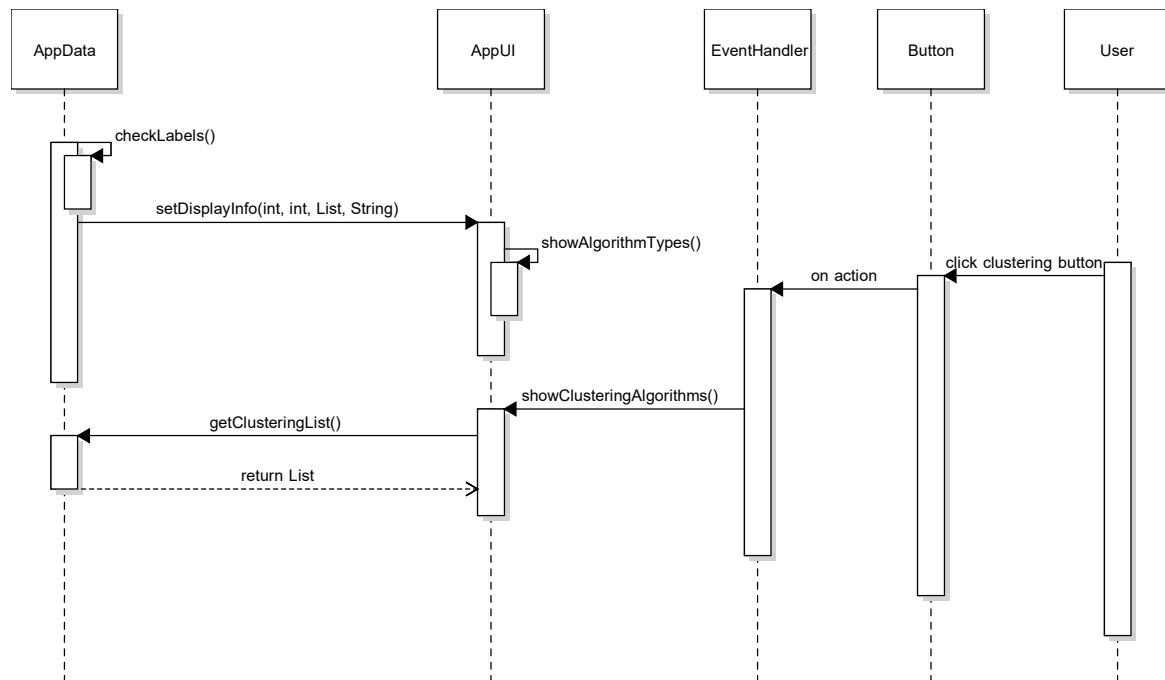 AppData
AppUI
EventHandler
Button
User
checkLabels()
setDisplayInfo(int, int, List, String)
showAlgorithmTypes()
click clustering button
on action
showClusteringAlgorithms()
getClusteringList()
return List